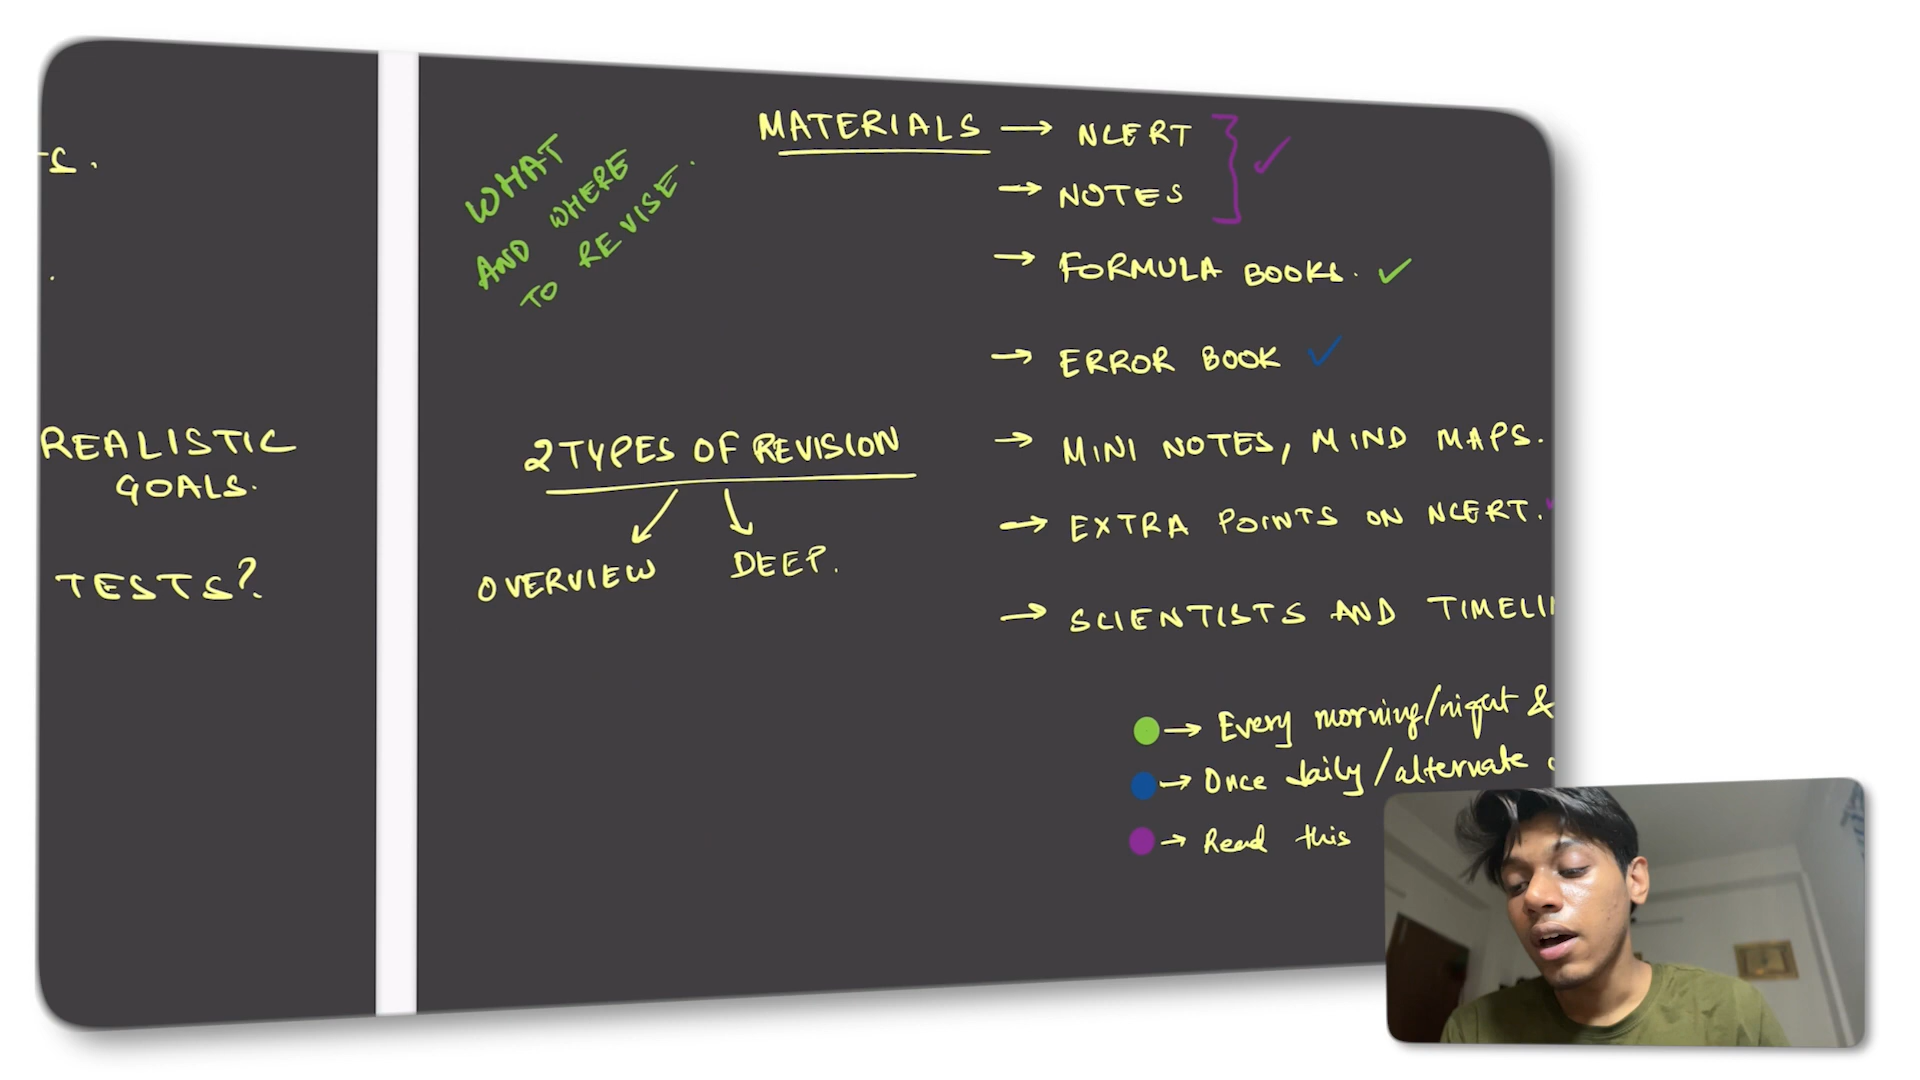 REALISTIC
GOALS.
TESTS?
WHAT
AND WHERE
TO REVISE.
MATERIALS → NCERT
→ NOTES
→ FORMULA BOOKS. ✓
→ ERROR BOOK ✓
→ MINI NOTES, MIND MAPS.
→ EXTRA POINTS ON NCERT.
→ SCIENTISTS AND
2 TYPES OF REVISION
OVERVIEW DEEP.
→ Every morning/night &
→ Once daily/alternate
→ Read this